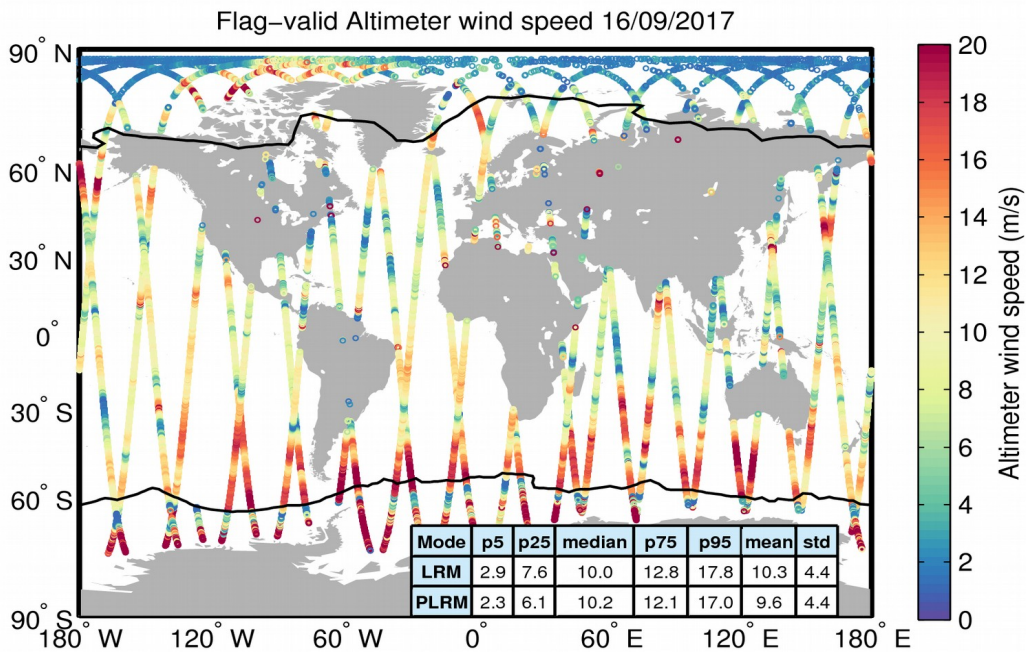 Flag−valid Altimeter wind speed 16/09/2017
90° N
60° N
30° N
0°
30° S
60° S
90° S
180° W
120° W
60° W
0°
60° E
120° E
180° E
Mode p5 p25 median p75 p95 mean std
LRM 2.9 7.6 10.0 12.8 17.8 10.3 4.4
PLRM 2.3 6.1 10.2 12.1 17.0 9.6 4.4
20
18
16
14
12
10
8
6
4
2
0
Altimeter wind speed (m/s)